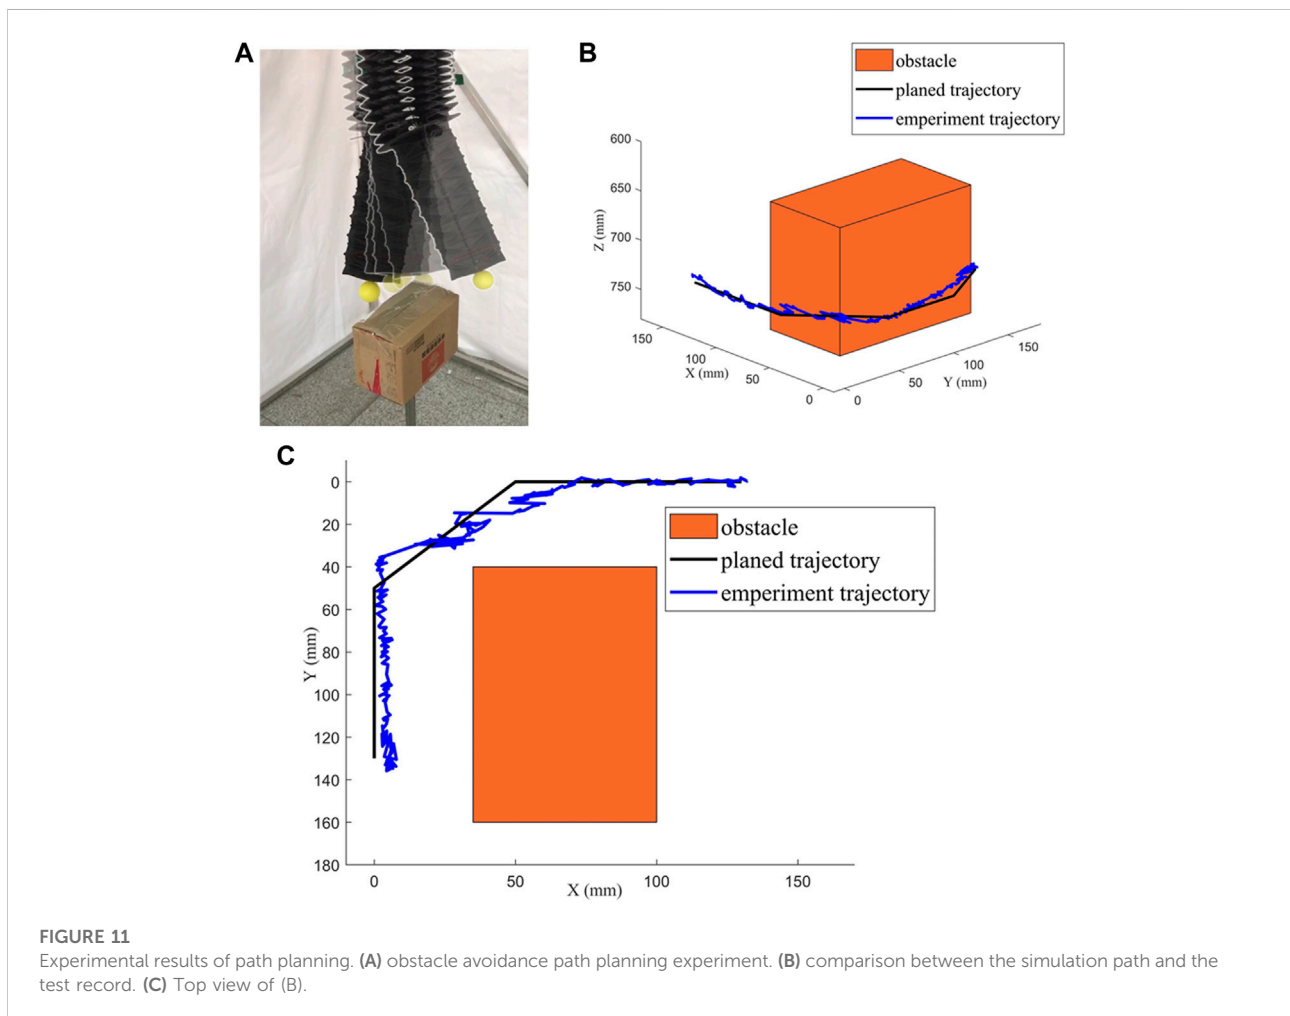 A
B
obstacle
planed trajectory
emperiment trajectory
600
650
700
750
Z (mm)
150
100
50
0
X (mm)
0
50
100
150
Y (mm)
C
0
20
40
60
80
100
120
140
160
180
Y (mm)
obstacle
planed trajectory
emperiment trajectory
0
50
100
150
X (mm)
FIGURE 11
Experimental results of path planning. (A) obstacle avoidance path planning experiment. (B) comparison between the simulation path and the
test record. (C) Top view of (B).